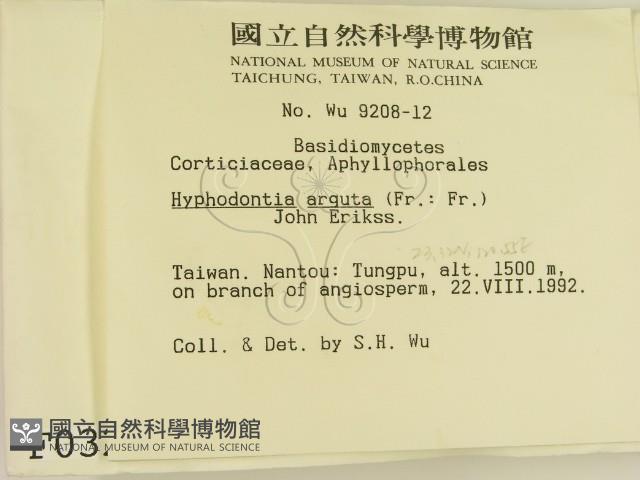 國立自然科學博物館
NATIONAL MUSEUM OF NATURAL SCIENCE
TAICHUNG, TAIWAN, R.O.CHINA
No. Wu 9208-12
Basidiomycetes
Corticiaceae, Aphyllophorales
Hyphodontia arguta (Fr.: Fr.)
John Erikss.
Taiwan. Nantou: Tungpu, alt. 1500 m,
on branch of angiosperm, 22.VIII.1992.
Coll. & Det. by S.H. Wu
國立自然科學博物館
NATIONAL MUSEUM OF NATURAL SCIENCE